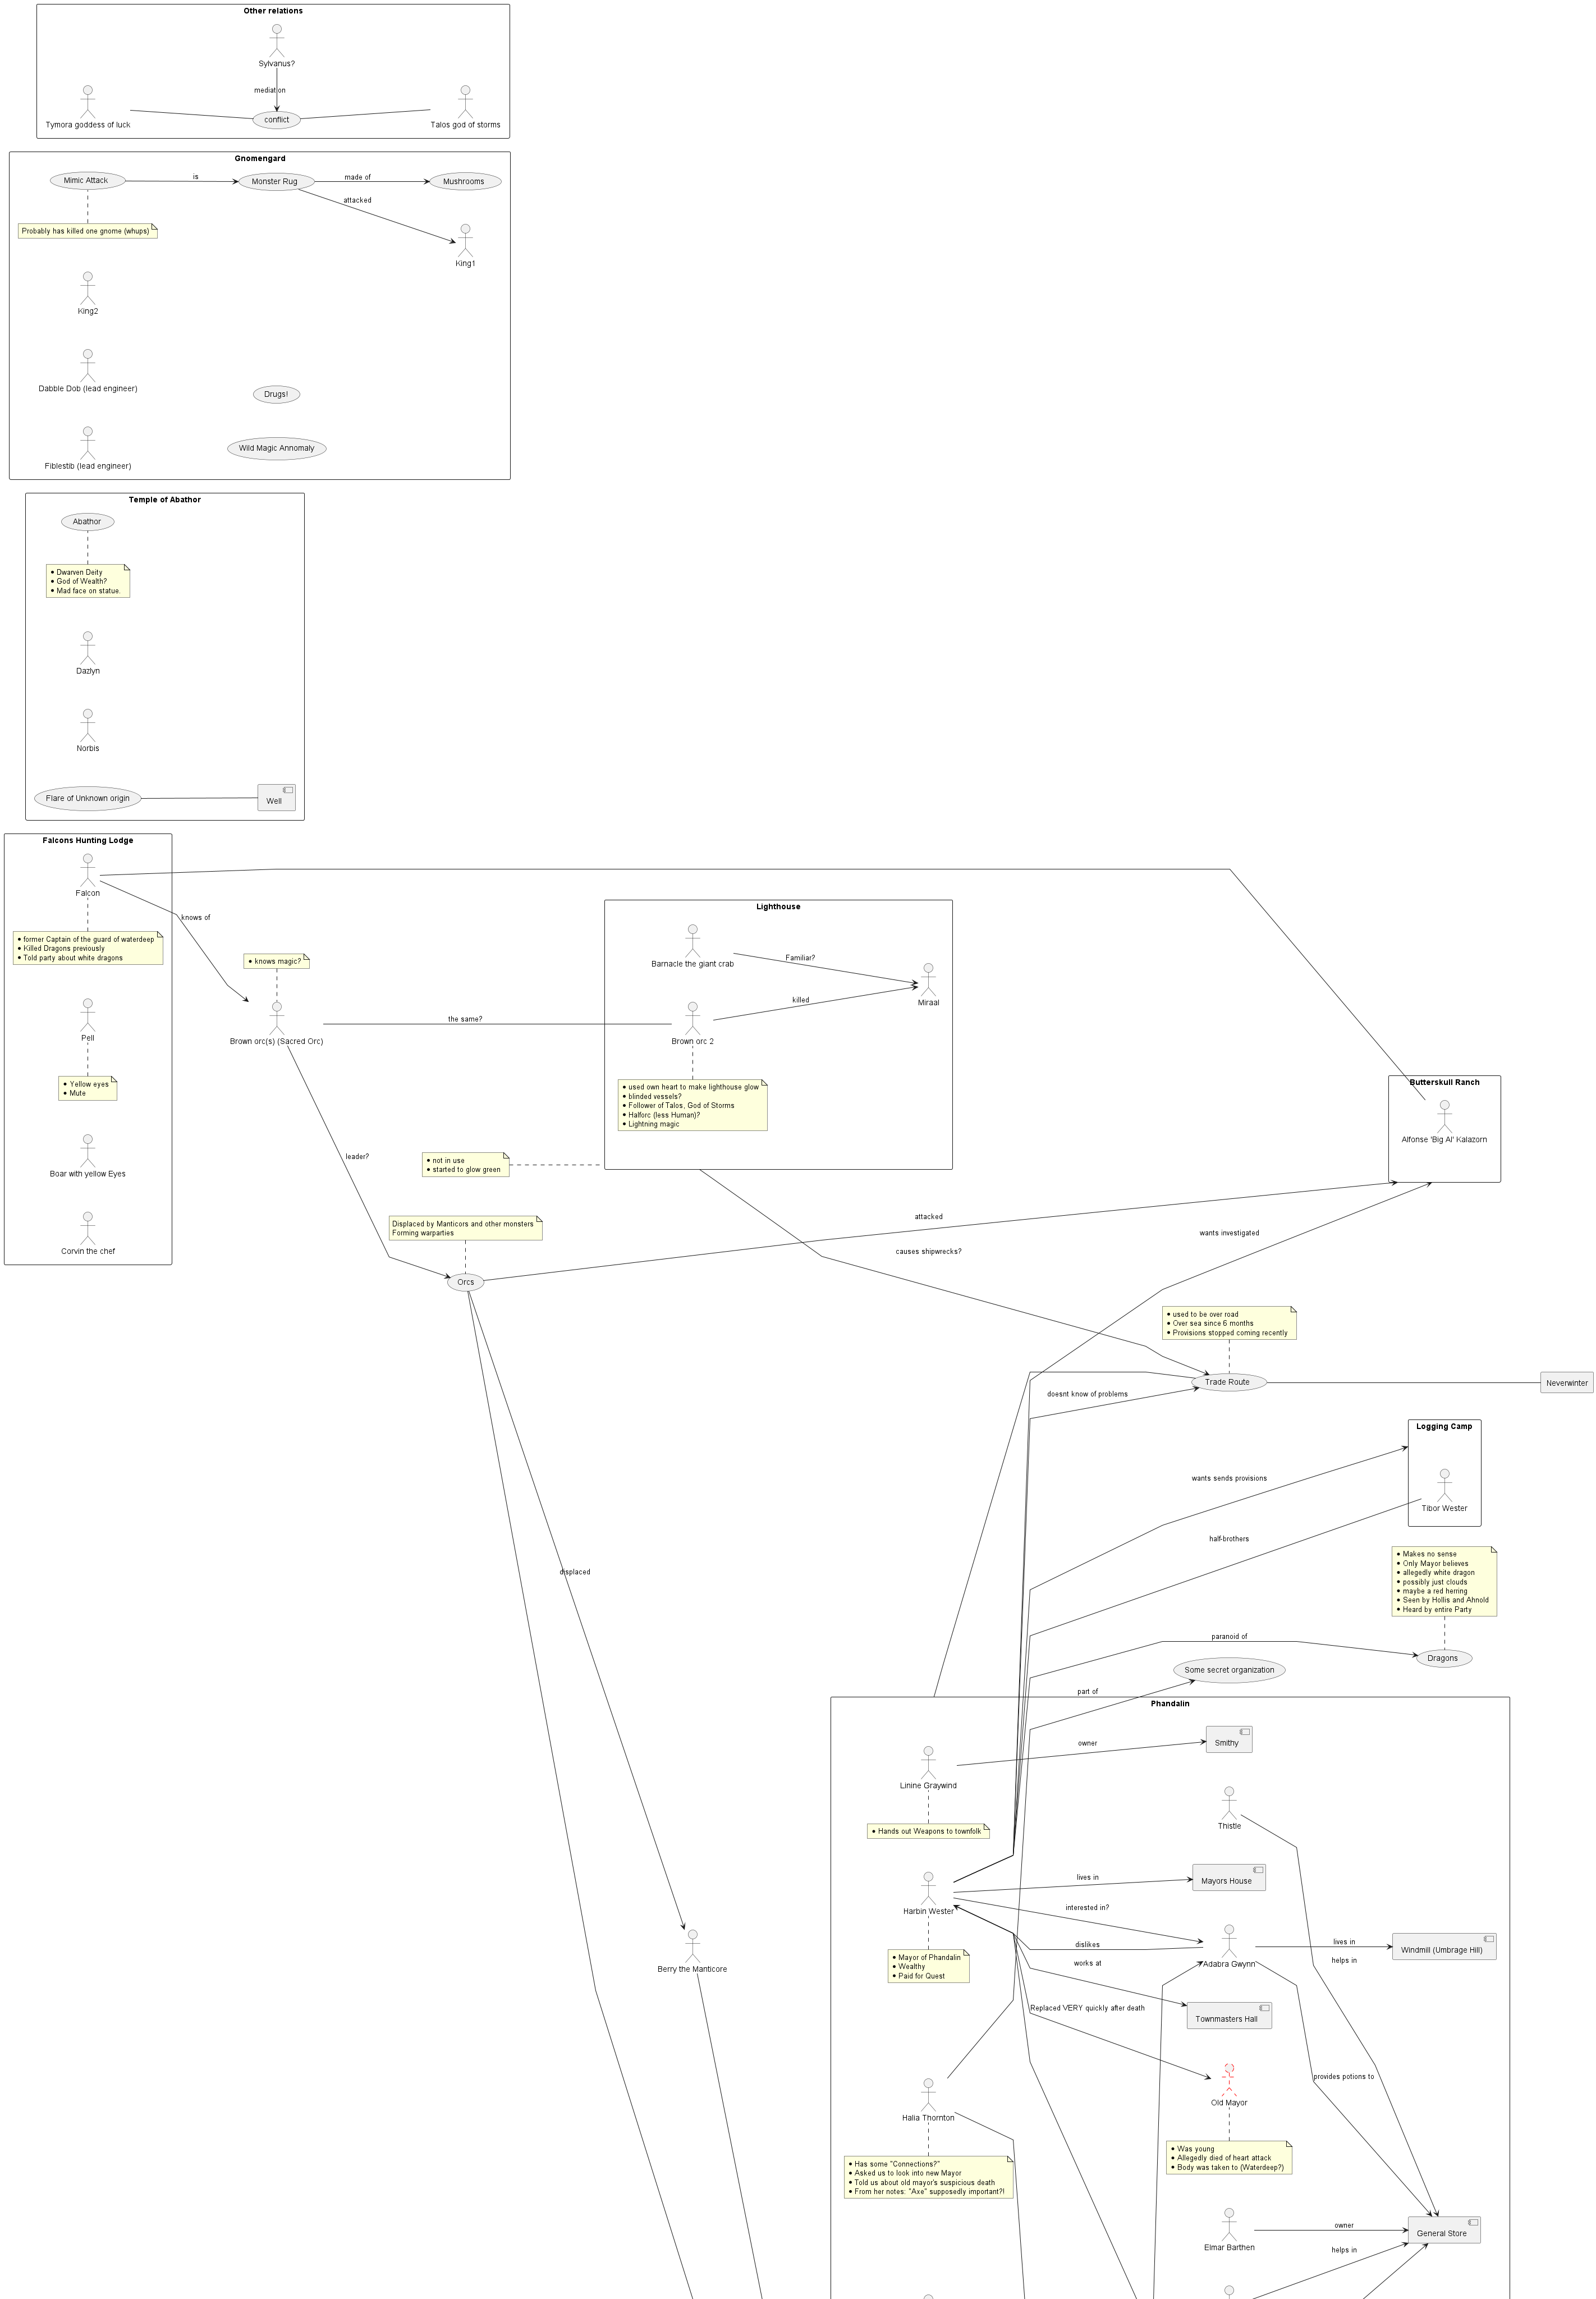 Other relations
Sylvanus?
mediation
Tymora goddess of luck
conflict
Talos god of storms
Gnomengard
Mimic Attack
is
Monster Rug
made of
Mushrooms
attacked
Probably has killed one gnome (whups)
King1
King2
Dabble Dob (lead engineer)
Drugs!
Wild Magic Annomaly
Fiblestib (lead engineer)
Temple of Abathor
Abathor
• Dwarven Deity
• God of Wealth?
• Mad face on statue.
Dazlyn
Norbis
Flare of Unknown origin
Well
Falcons Hunting Lodge
Falcon
knows of
• former Captain of the guard of waterdeep
• Killed Dragons previously
• Told party about white dragons
Pell
• Yellow eyes
• Mute
Boar with yellow Eyes
Corvin the chef
• knows magic?
Brown orc(s) (Sacred Orc)
the same?
leader?
Lighthouse
Barnacle the giant crab
Familiar?
Miraal
killed
Brown orc 2
• used own heart to make lighthouse glow
• blinded vessels?
• Follower of Talos, God of Storms
• Halforc (less Human)?
• Lightning magic
• not in use
• started to glow green
Butterskull Ranch
Alfonse 'Big Al' Kalazorn
Displaced by Manticors and other monsters
Forming warparties
Orcs
attacked
wants investigated
causes shipwrecks?
• used to be over road
• Over sea since 6 months
• Provisions stopped coming recently
Trade Route
Neverwinter
doesnt know of problems
Logging Camp
Tibor Wester
wants sends provisions
half-brothers
displaced
• Makes no sense
• Only Mayor believes
• allegedly white dragon
• possibly just clouds
• maybe a red herring
• Seen by Hollis and Ahnold
• Heard by entire Party
paranoid of
Dragons
Some secret organization
part of
Phandalin
Linine Graywind
owner
Smithy
• Hands out Weapons to townfolk
Thistle
Harbin Wester
lives in
Mayors House
interested in?
dislikes
Adabra Gwynn
lives in
Windmill (Umbrage Hill)
helps in
• Mayor of Phandalin
• Wealthy
• Paid for Quest
works at
Townmasters Hall
Berry the Manticore
Replaced VERY quickly after death
Old Mayor
provides potions to
Halia Thornton
• Was young
• Allegedly died of heart attack
• Body was taken to (Waterdeep?)
• Has some "Connections?"
• Asked us to look into new Mayor
• Told us about old mayor's suspicious death
• From her notes: "Axe" supposedly important?!
Elmar Barthen
owner
General Store
helps in